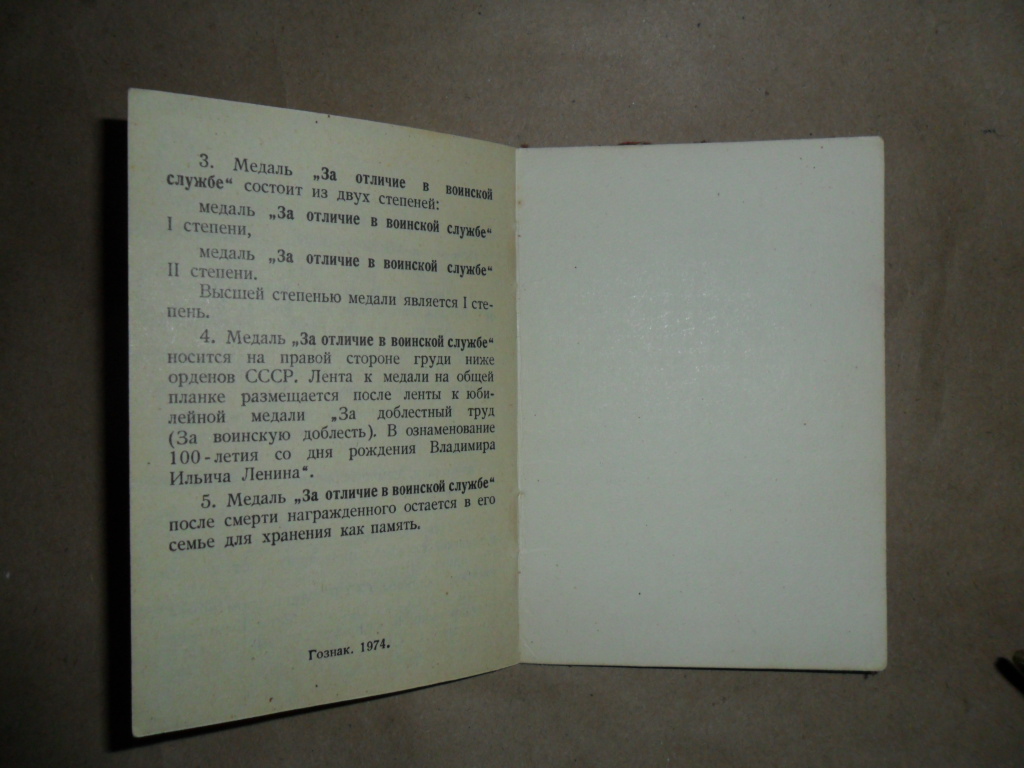 3. Медаль „За отличие в воинской
службе“ состоит из двух степеней:
медаль „За отличие в воинской службе“
I степени,
медаль „За отличие в воинской службе“
II степени.
Высшей степенью медали является I сте-
пень.
4. Медаль „За отличие в воинской службе“
носится на правой стороне груди ниже
орденов СССР. Лента к медали на общей
планке размещается после ленты к юби-
лейной медали „За доблестный труд
(За воинскую доблесть). В ознаменование
100-летия со дня рождения Владимира
Ильича Ленина“.
5. Медаль „За отличие в воинской службе“
после смерти награжденного остается в его
семье для хранения как память.
Гознак. 1974.